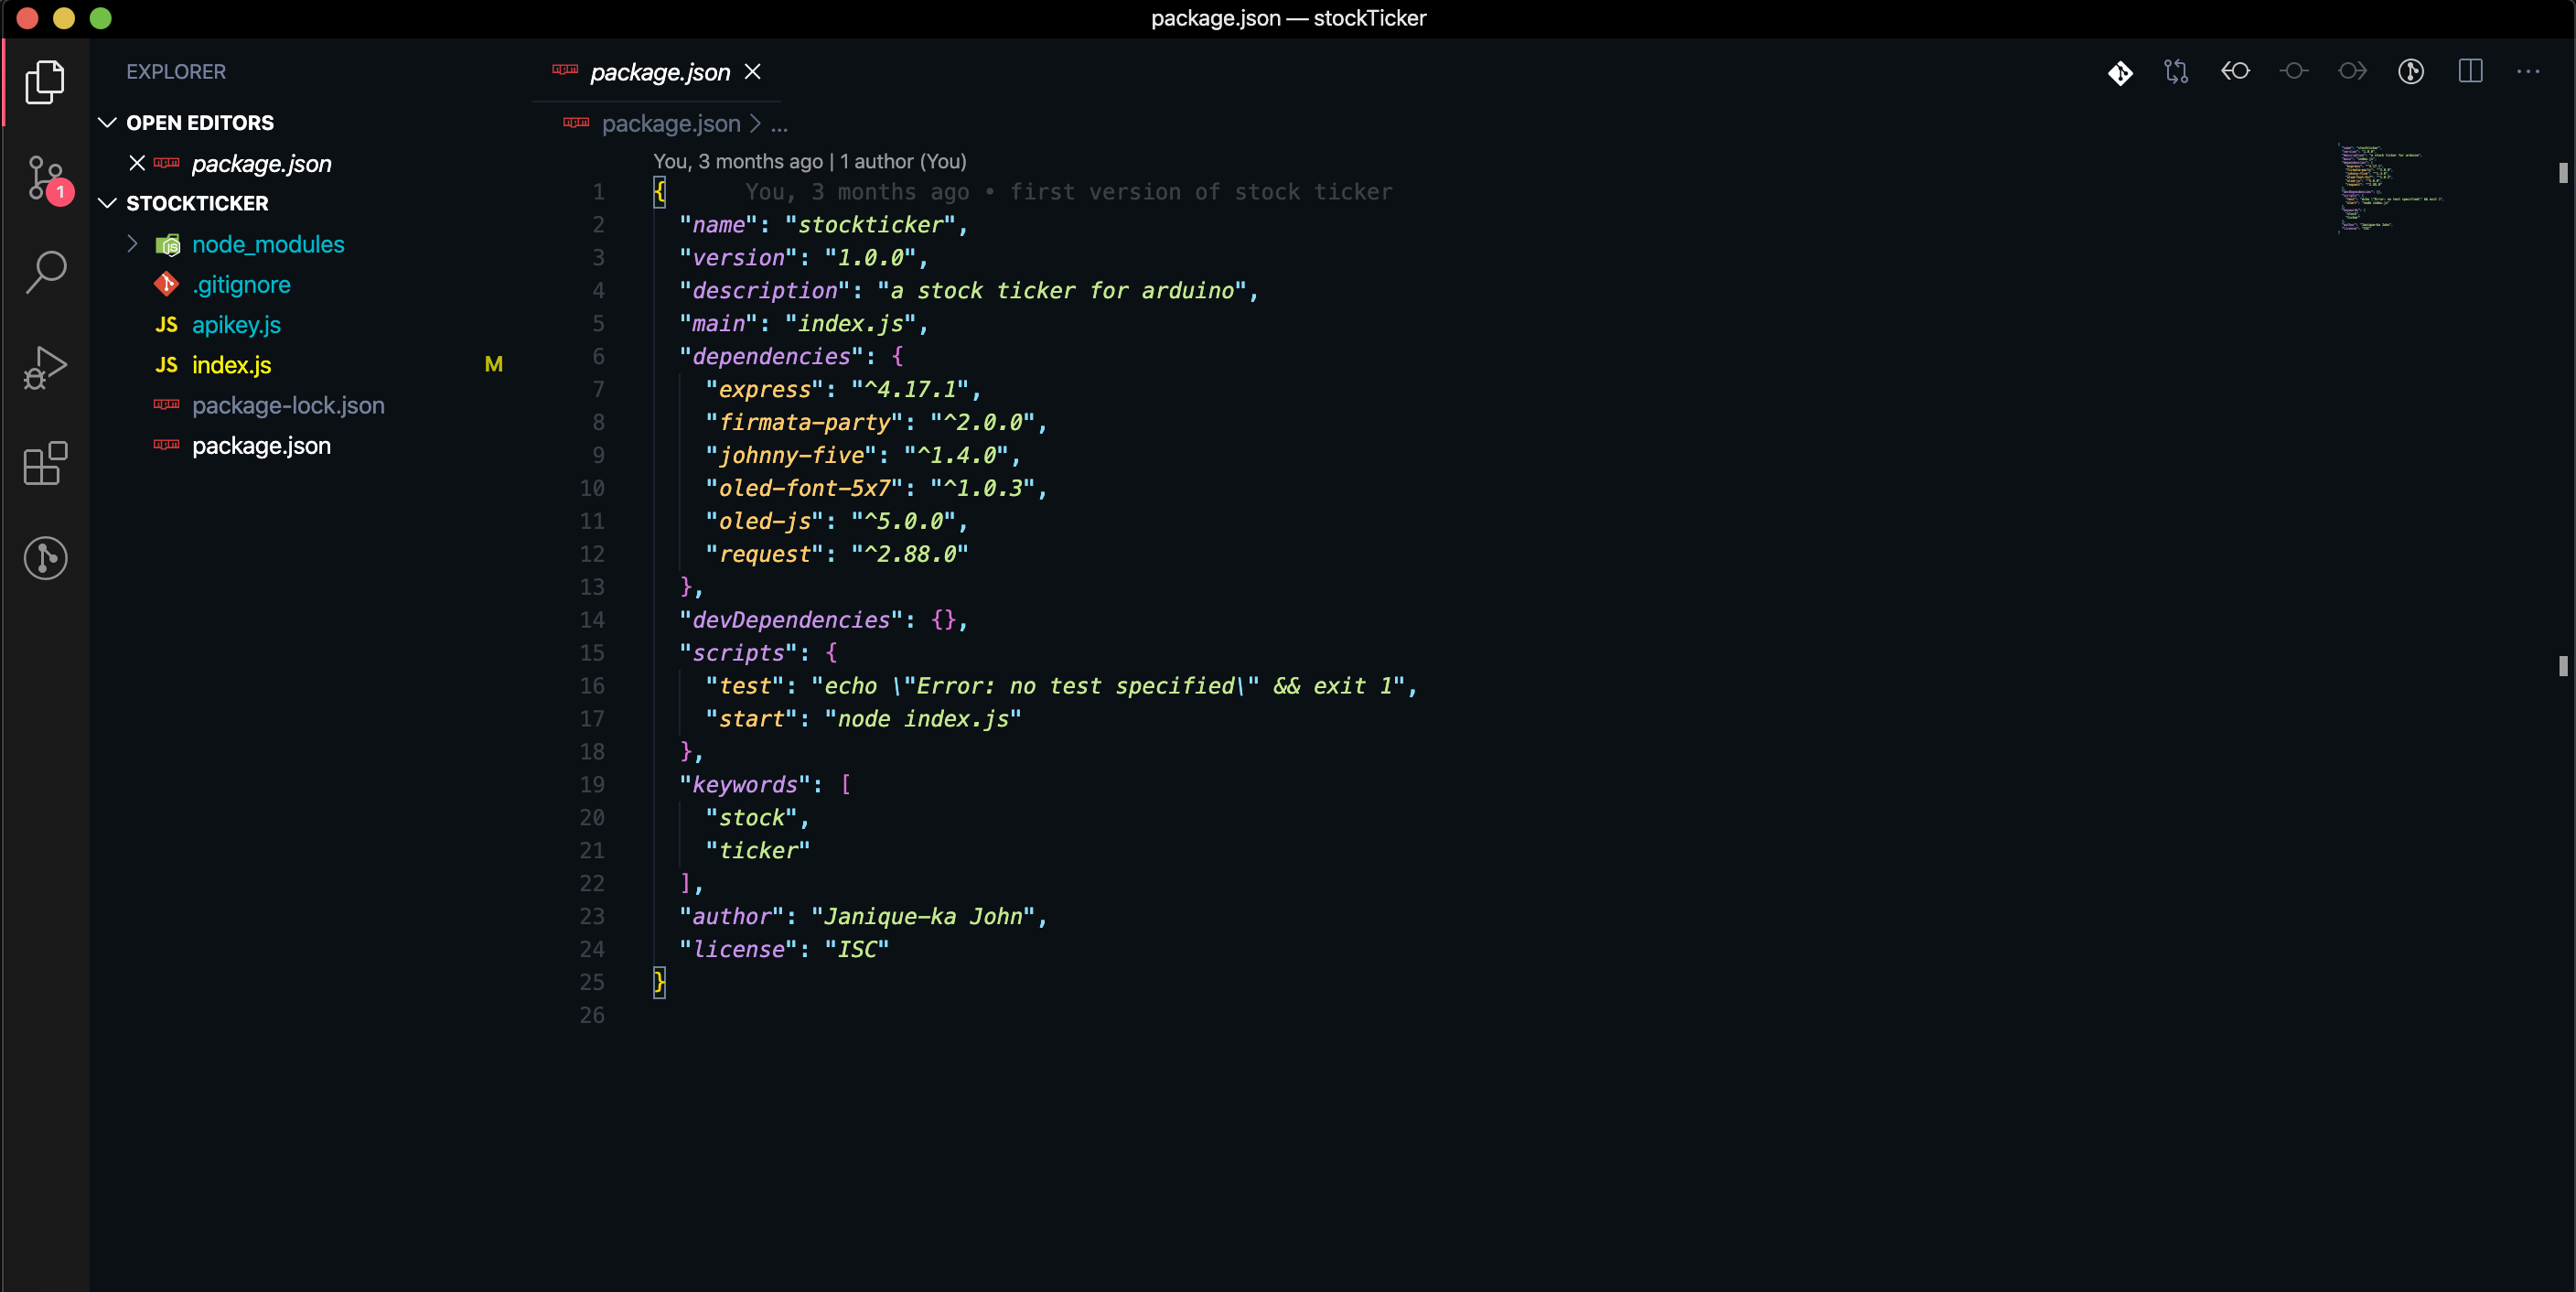 package.json — stockTicker
EXPLORER
OPEN EDITORS
package.json
STOCKTICKER
node_modules
.gitignore
JS apikey.js
JS index.js M
package-lock.json
package.json
1
package.json
package.json > ...
You, 3 months ago | 1 author (You)
1 { You, 3 months ago • first version of stock ticker
2 "name": "stockticker",
3 "version": "1.0.0",
4 "description": "a stock ticker for arduino",
5 "main": "index.js",
6 "dependencies": {
7 "express": "^4.17.1",
8 "firmata-party": "^2.0.0",
9 "johnny-five": "^1.4.0",
10 "oled-font-5x7": "^1.0.3",
11 "oled-js": "^5.0.0",
12 "request": "^2.88.0"
13 },
14 "devDependencies": {},
15 "scripts": {
16 "test": "echo \"Error: no test specified\" && exit 1",
17 "start": "node index.js"
18 },
19 "keywords": [
20 "stock",
21 "ticker"
22 ],
23 "author": "Janique-ka John",
24 "license": "ISC"
25 }
26